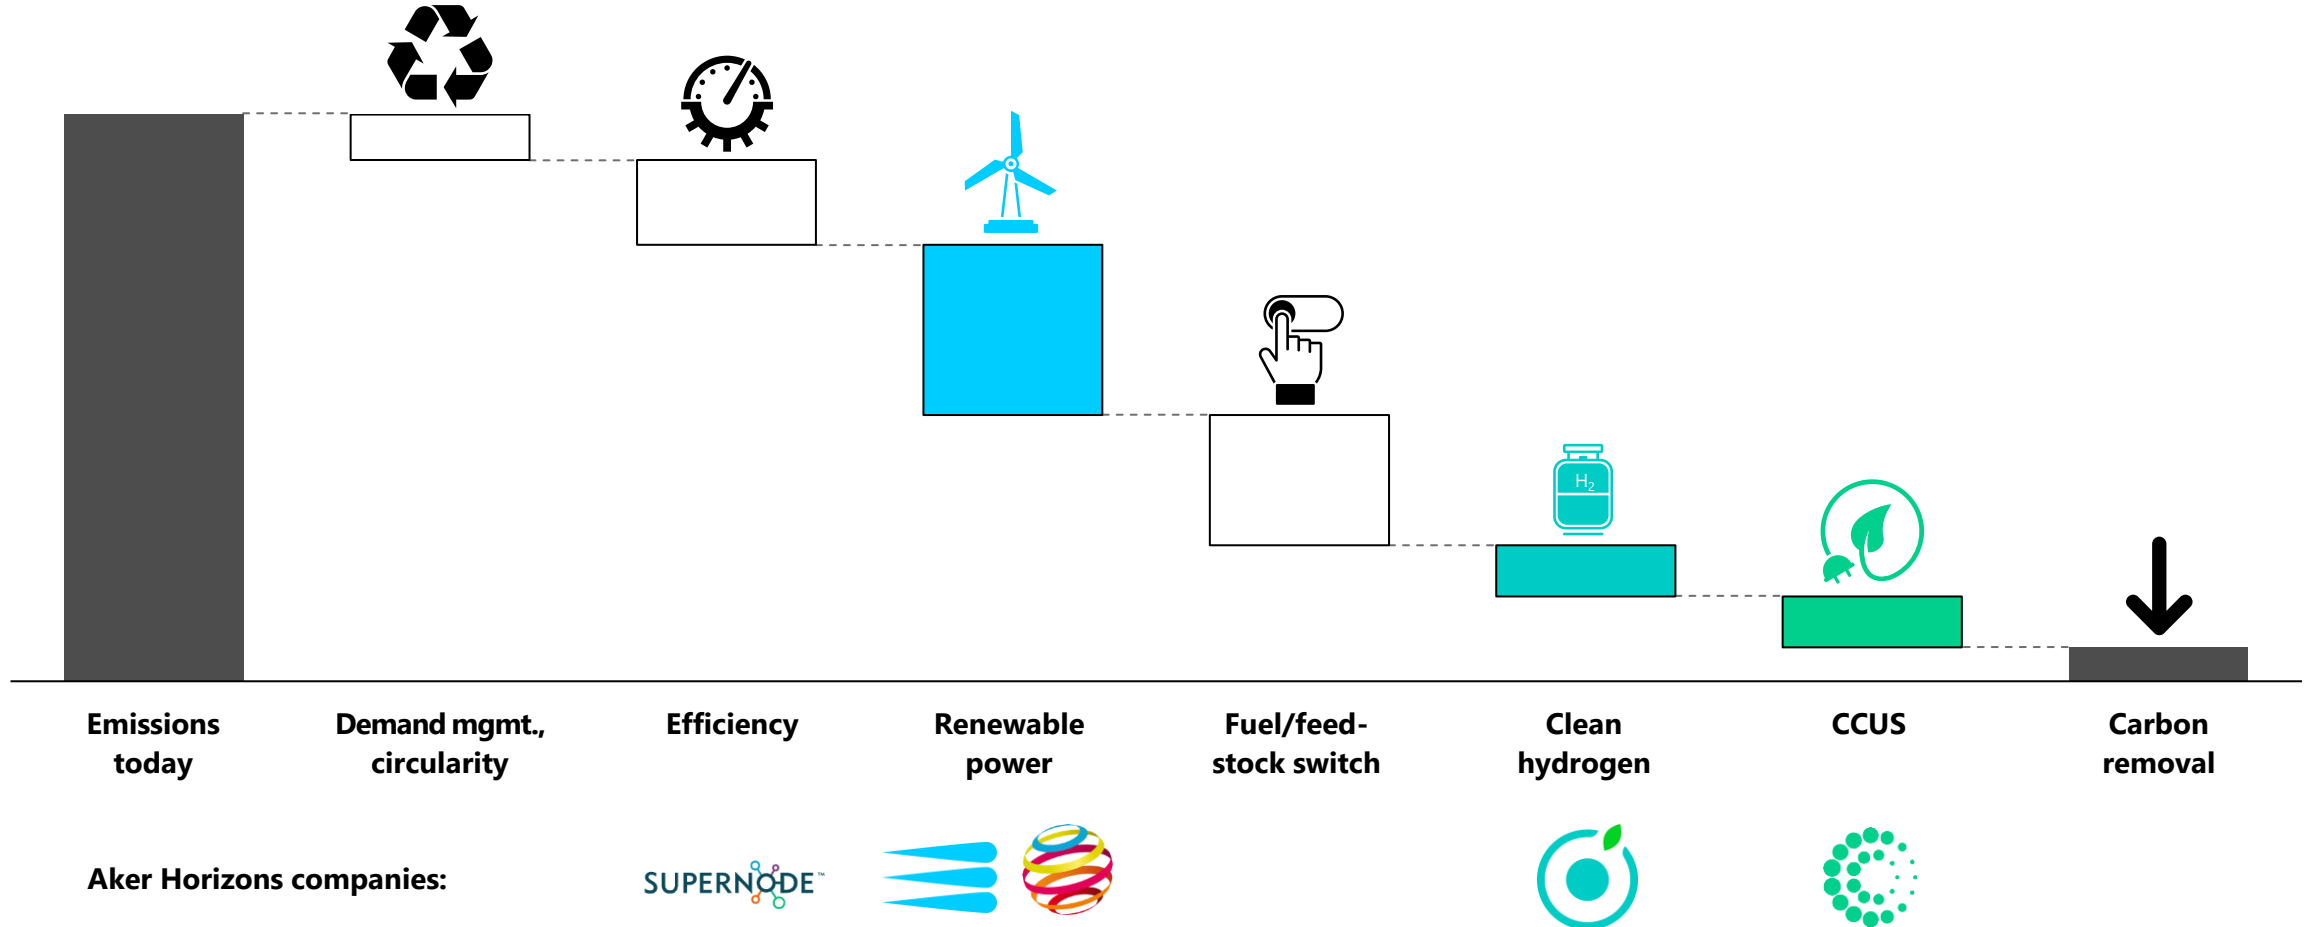 H2
Emissions
today
Demand mgmt.,
circularity
Efficiency
Renewable
power
Fuel/feed-
stock switch
Clean
hydrogen
CCUS
Carbon
removal
Aker Horizons companies:
SUPERNODE™